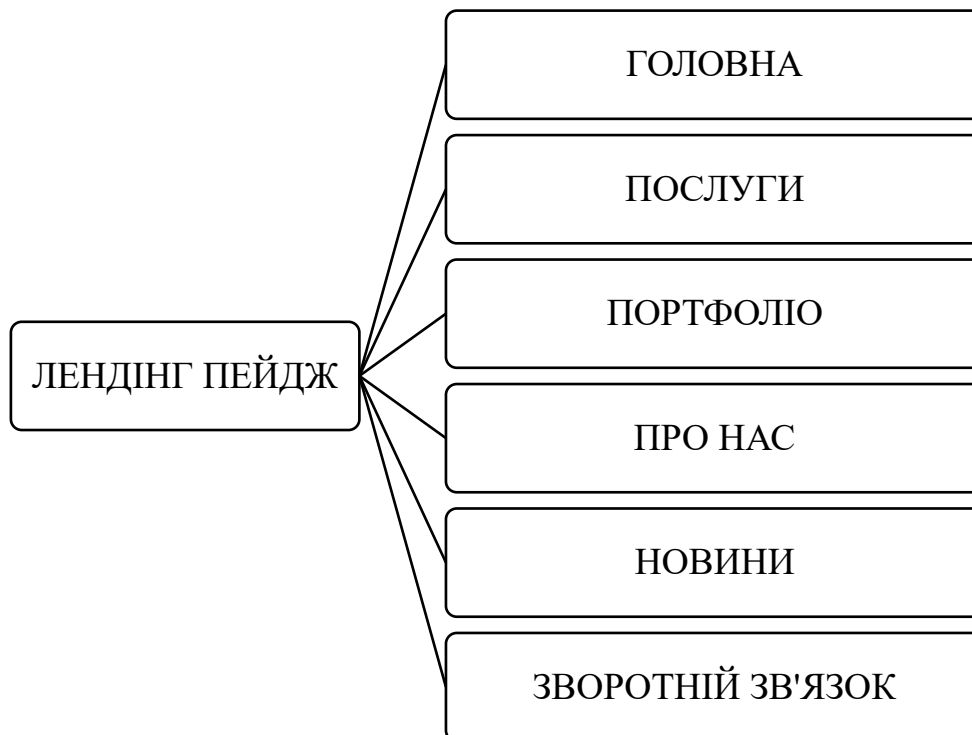 ГОЛОВНА
ПОСЛУГИ
ПОРТФОЛІО
ЛЕНДІНГ ПЕЙДЖ
ПРО НАС
НОВИНИ
ЗВОРОТНІЙ ЗВ'ЯЗОК